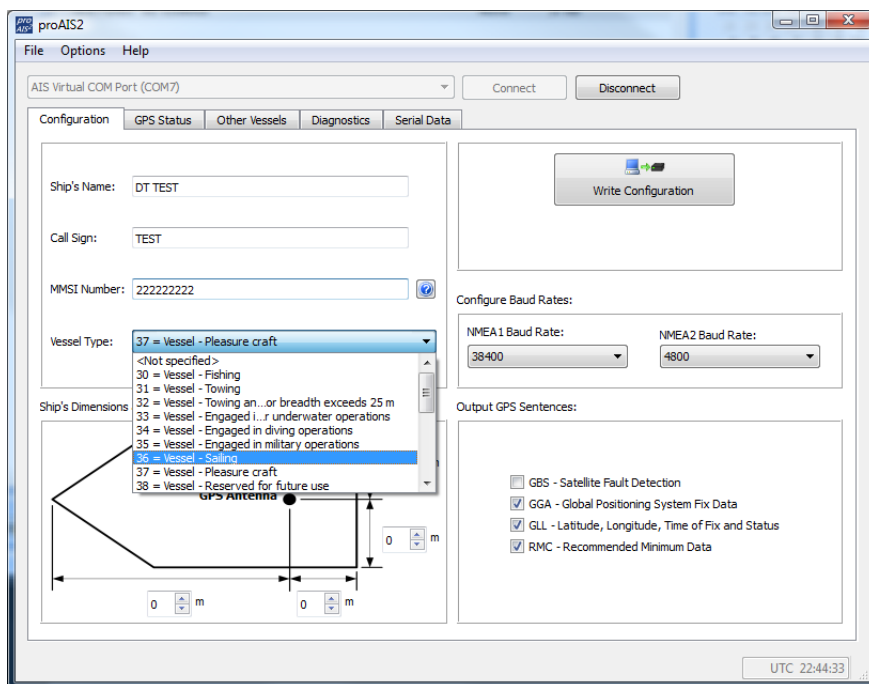 pro
AIS²
proAIS2
File Options Help
AIS Virtual COM Port (COM7)
Connect
Disconnect
Configuration
GPS Status
Other Vessels
Diagnostics
Serial Data
Ship's Name:
DT TEST
Call Sign:
TEST
MMSI Number:
222222222
Vessel Type:
37 = Vessel - Pleasure craft
<Not specified>
30 = Vessel - Fishing
31 = Vessel - Towing
32 = Vessel - Towing an...or breadth exceeds 25 m
33 = Vessel - Engaged i...r underwater operations
34 = Vessel - Engaged in diving operations
35 = Vessel - Engaged in military operations
36 = Vessel - Sailing
37 = Vessel - Pleasure craft
38 = Vessel - Reserved for future use
Write Configuration
Configure Baud Rates:
NMEA1 Baud Rate:
NMEA2 Baud Rate:
38400
4800
Ship's Dimensions
GPS Antenna
0 m
0 m
0 m
Output GPS Sentences:
GBS - Satellite Fault Detection
GGA - Global Positioning System Fix Data
GLL - Latitude, Longitude, Time of Fix and Status
RMC - Recommended Minimum Data
UTC 22:44:33